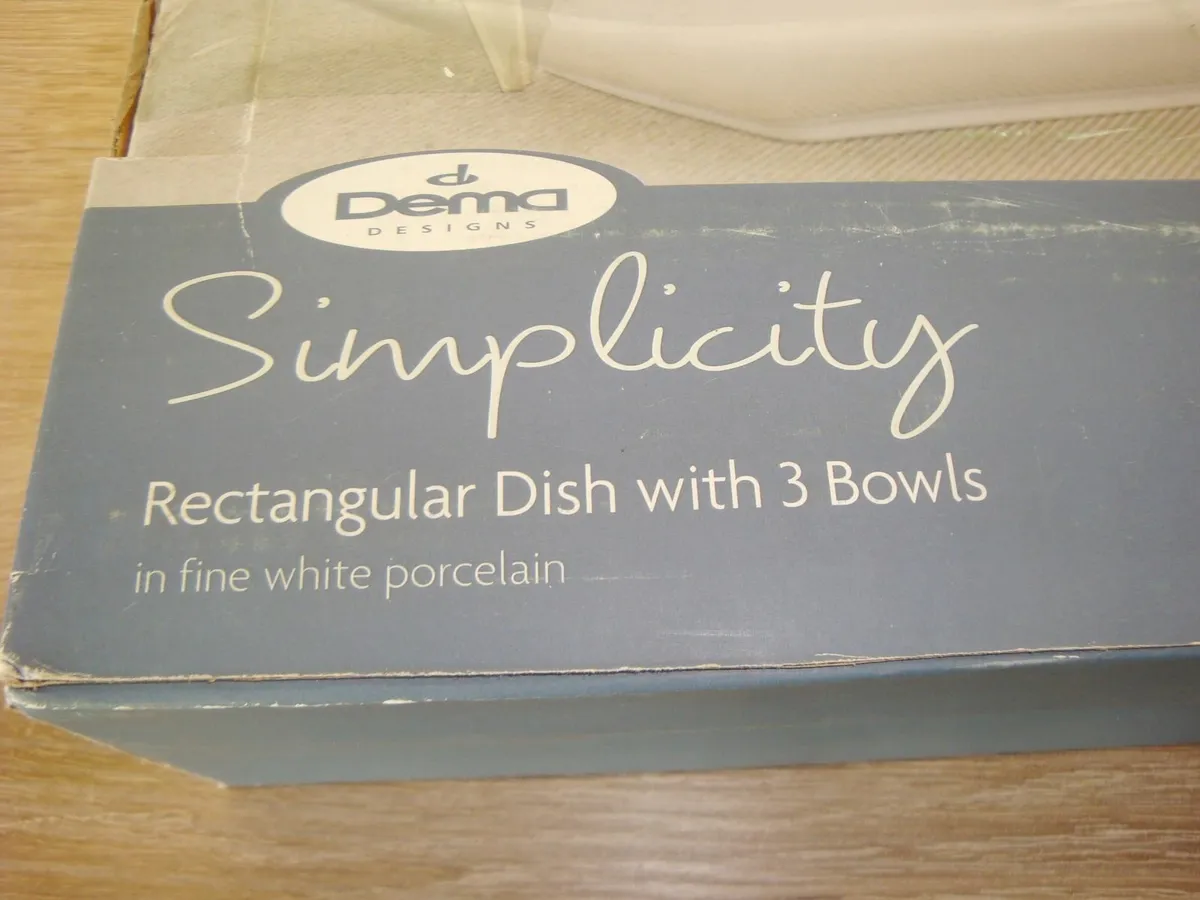 Dema
DESIGNS
Simplicity
Rectangular Dish with 3 Bowls
in fine white porcelain